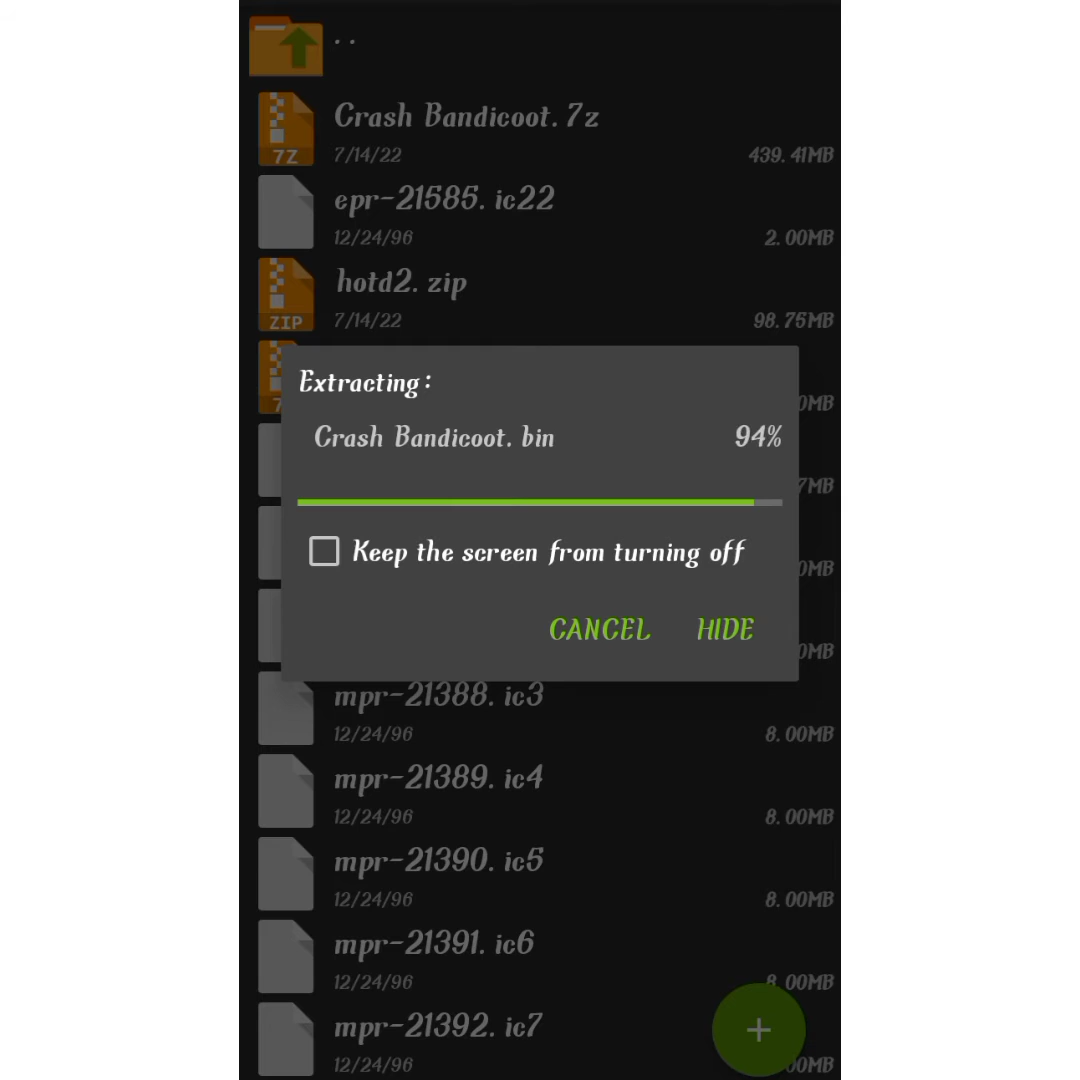 ..
Crash Bandicoot.7z
7Z
7/14/22
439.41MB
epr-21585.ic22
12/24/96
2.00MB
hotd2.zip
ZIP
7/14/22
98.75MB
Extracting:
Crash Bandicoot.bin
94%
Keep the screen from turning off
CANCEL
HIDE
mpr-21388.ic3
12/24/96
8.00MB
mpr-21389.ic4
12/24/96
8.00MB
mpr-21390.ic5
12/24/96
8.00MB
mpr-21391.ic6
12/24/96
8.00MB
mpr-21392.ic7
+
12/24/96